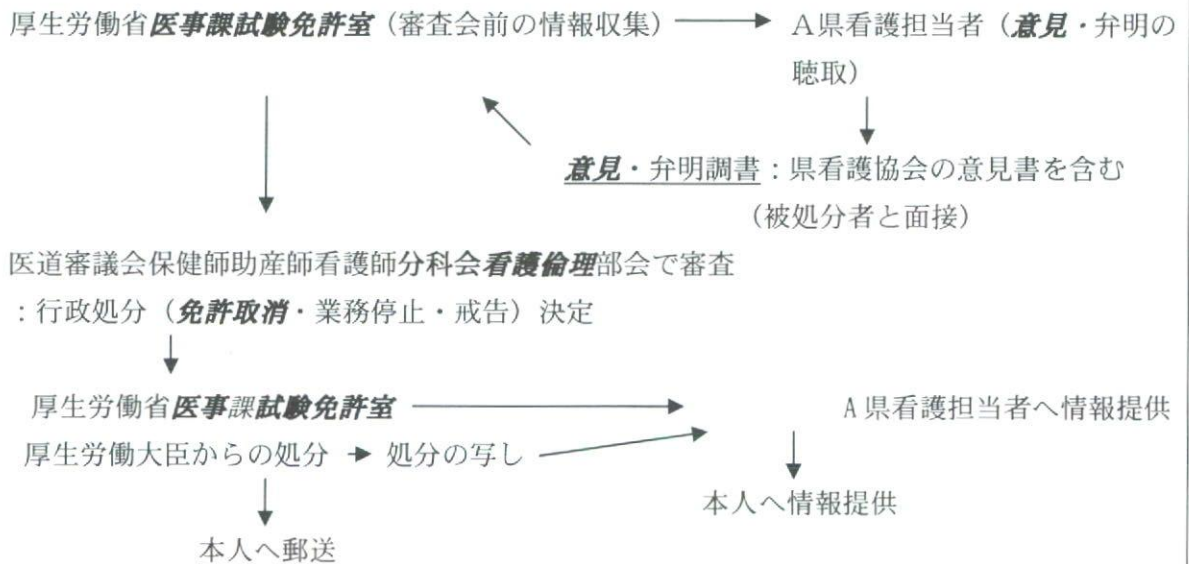 厚生労働省医事課試験免許室（審査会前の情報収集）
A県看護担当者（意見・弁明の
聴取）
意見・弁明調書：県看護協会の意見書を含む
（被処分者と面接）
医道審議会保健師助産師看護師分科会看護倫理部会で審査
：行政処分（免許取消・業務停止・戒告）決定
厚生労働省医事課試験免許室
A県看護担当者へ情報提供
厚生労働大臣からの処分
処分の写し
本人へ情報提供
本人へ郵送